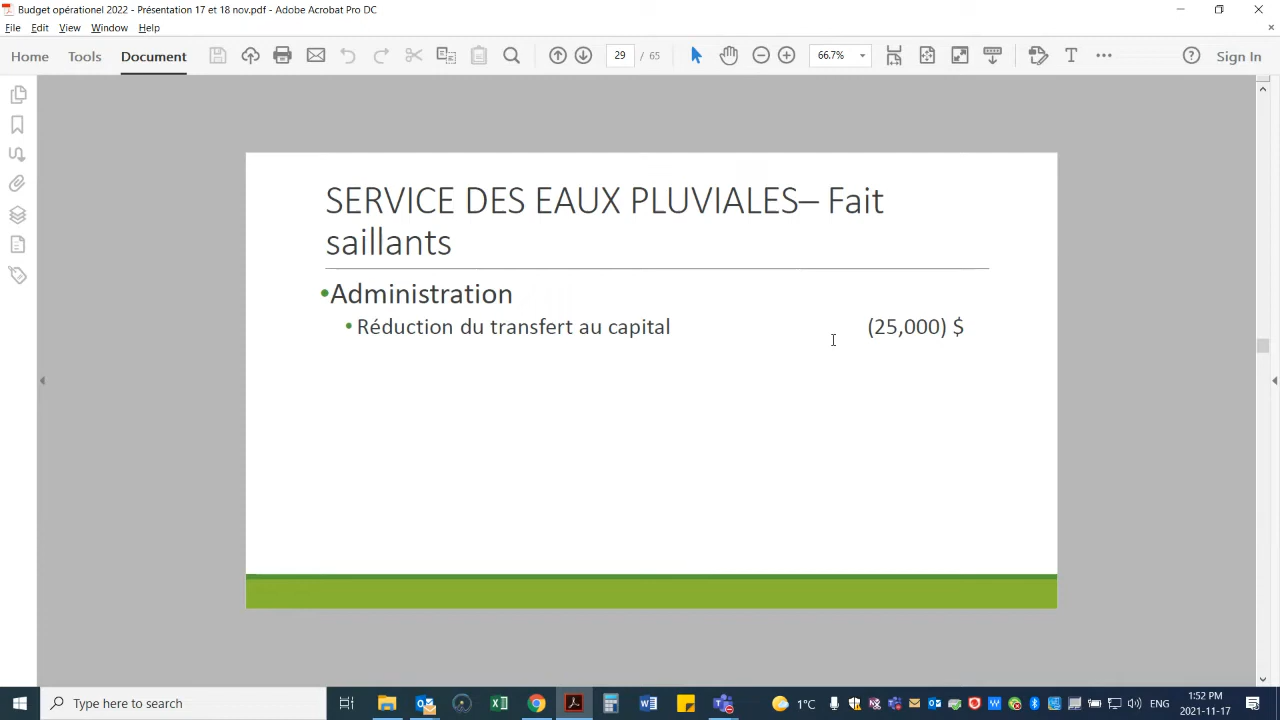 Budget opérationel 2022 - Présentation 17 et 18 nov.pdf - Adobe Acrobat Pro DC
File Edit View Window Help
Home Tools Document 29 / 65 66.7% Sign In
SERVICE DES EAUX PLUVIALES– Fait
saillants
•Administration
•Réduction du transfert au capital (25,000) $
Type here to search 1°C ENG 1:52 PM
2021-11-17